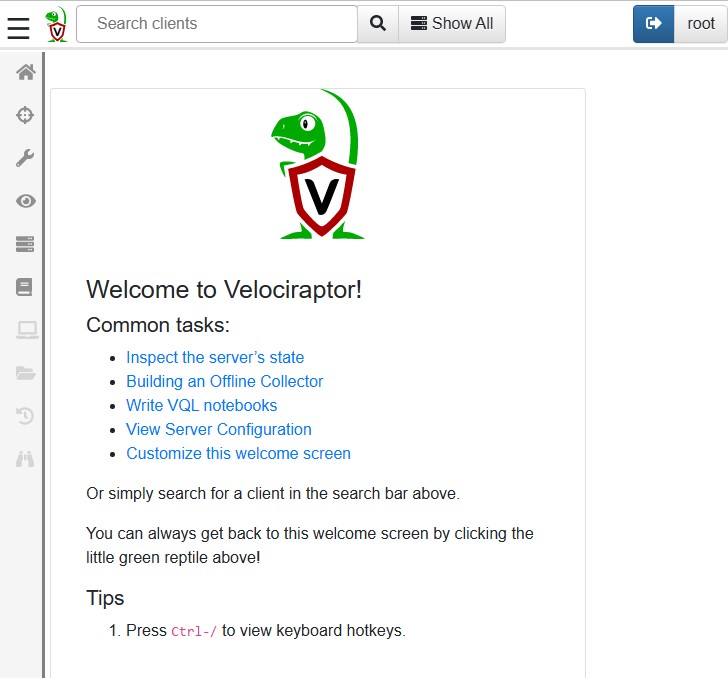 Search clients
Show All
root
V
V
Welcome to Velociraptor!
Common tasks:
Inspect the server’s state
Building an Offline Collector
Write VQL notebooks
View Server Configuration
Customize this welcome screen
Or simply search for a client in the search bar above.
You can always get back to this welcome screen by clicking the
little green reptile above!
Tips
1. Press Ctrl-/ to view keyboard hotkeys.